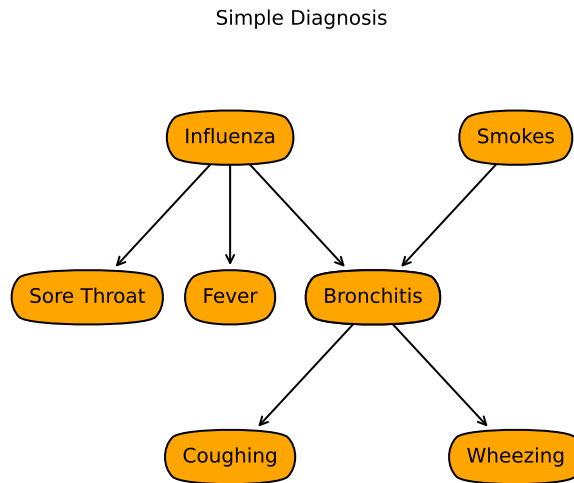 Simple Diagnosis
Influenza
Smokes
Sore Throat
Fever
Bronchitis
Coughing
Wheezing